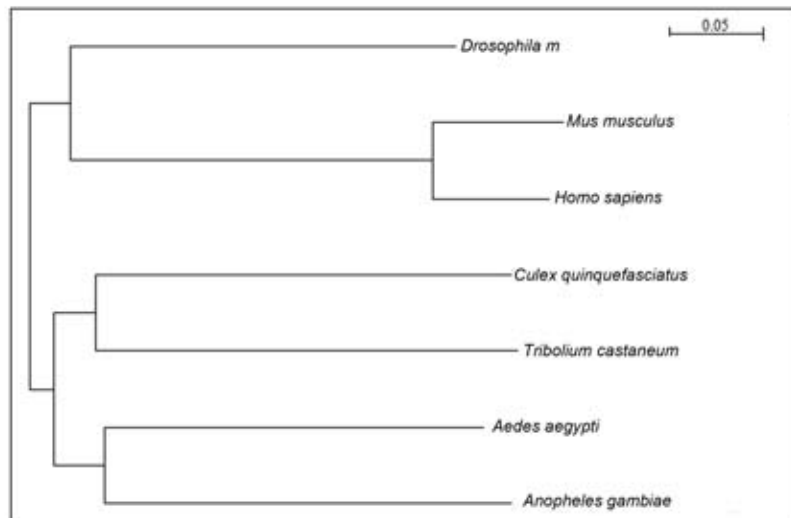 0.05
Drosophila m
Mus musculus
Homo sapiens
Culex quinquefasciatus
Tribolium castaneum
Aedes aegypti
Anopheles gambiae